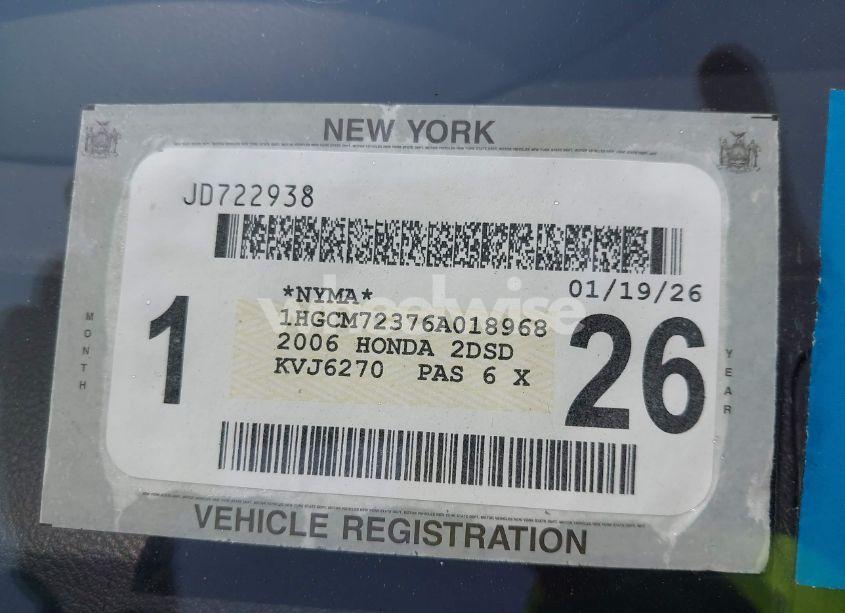 NEW YORK
JD722938
*NYMA*
01/19/26
wheelwise
1HGCM72376A018968
2006 HONDA 2DSD
KVJ6270 PAS 6 X
1
26
MONTH
YEAR
VEHICLE REGISTRATION